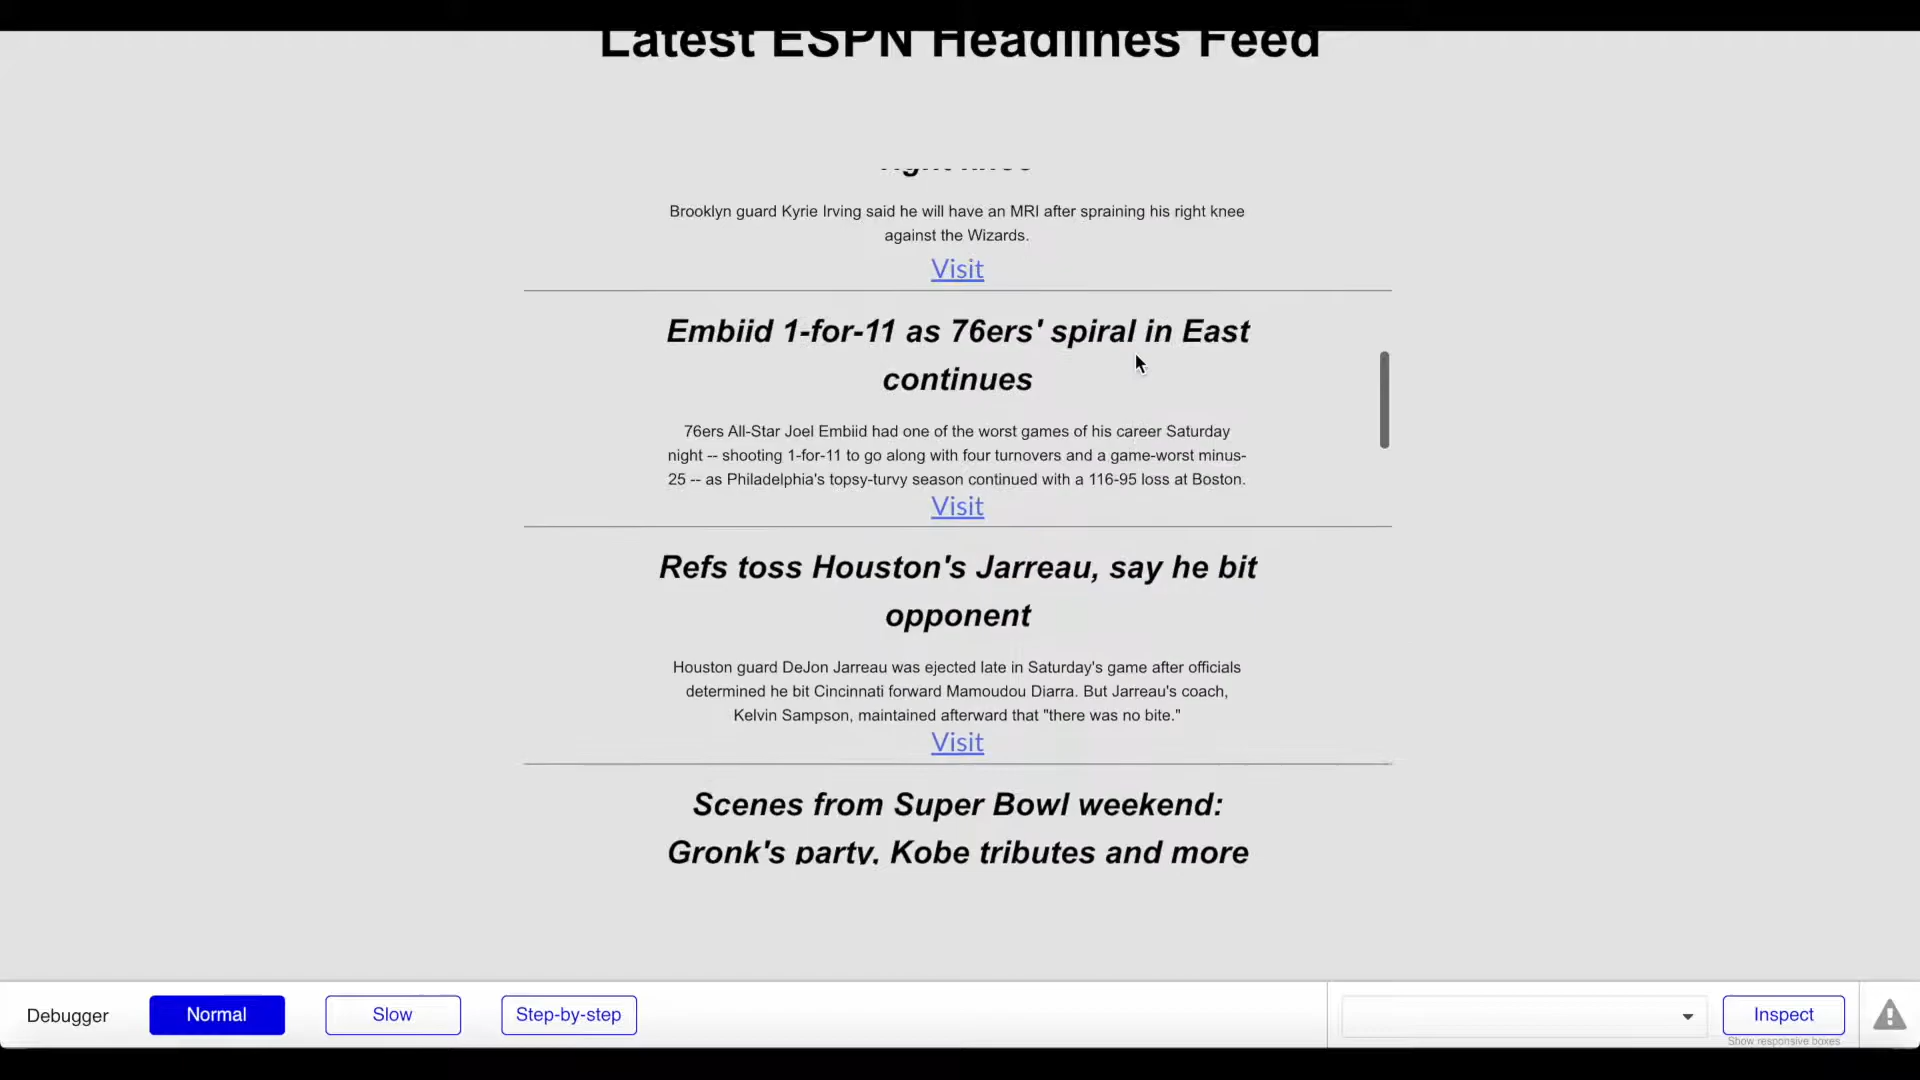 Latest ESPN Headlines Feed
right knee
Brooklyn guard Kyrie Irving said he will have an MRI after spraining his right knee
against the Wizards.
Visit
Embiid 1-for-11 as 76ers' spiral in East
continues
76ers All-Star Joel Embiid had one of the worst games of his career Saturday
night -- shooting 1-for-11 to go along with four turnovers and a game-worst minus-
25 -- as Philadelphia's topsy-turvy season continued with a 116-95 loss at Boston.
Visit
Refs toss Houston's Jarreau, say he bit
opponent
Houston guard DeJon Jarreau was ejected late in Saturday's game after officials
determined he bit Cincinnati forward Mamoudou Diarra. But Jarreau's coach,
Kelvin Sampson, maintained afterward that "there was no bite."
Visit
Scenes from Super Bowl weekend:
Gronk's party, Kobe tributes and more
Debugger
Normal
Slow
Step-by-step
Inspect
Show responsive boxes